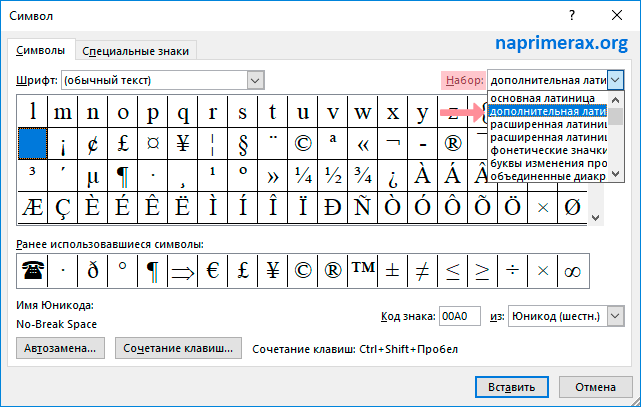 Символ
Символы Специальные знаки
naprimerax.org
Шрифт: (обычный текст) Набор: дополнительная лати
основная латиница
дополнительная лати
расширенная латиниц
расширенная латиниц
фонетические значки
буквы изменения про
объединенные диакр
l m n o p q r s t u v w x y z {
¡ ¢ £ ¤ ¥ ¦ § ¨ © ª « ¬ - ® ¯
³ ´ µ ¶ · ¸ ¹ º » ¼ ½ ¾ ¿ À Á Â
Æ Ç È É Ê Ë Ì Í Î Ï Ð Ñ Ò Ó Ô Õ Ö × Ø
Ранее использовавшиеся символы:
☎ · ð ° ¶ ⇒ € £ ¥ © ® ™ ± ≠ ≤ ≥ ÷ × ∞
Имя Юникода:
No-Break Space
Код знака: 00A0 из: Юникод (шестн.)
Автозамена... Сочетание клавиш... Сочетание клавиш: Ctrl+Shift+Пробел
Вставить Отмена